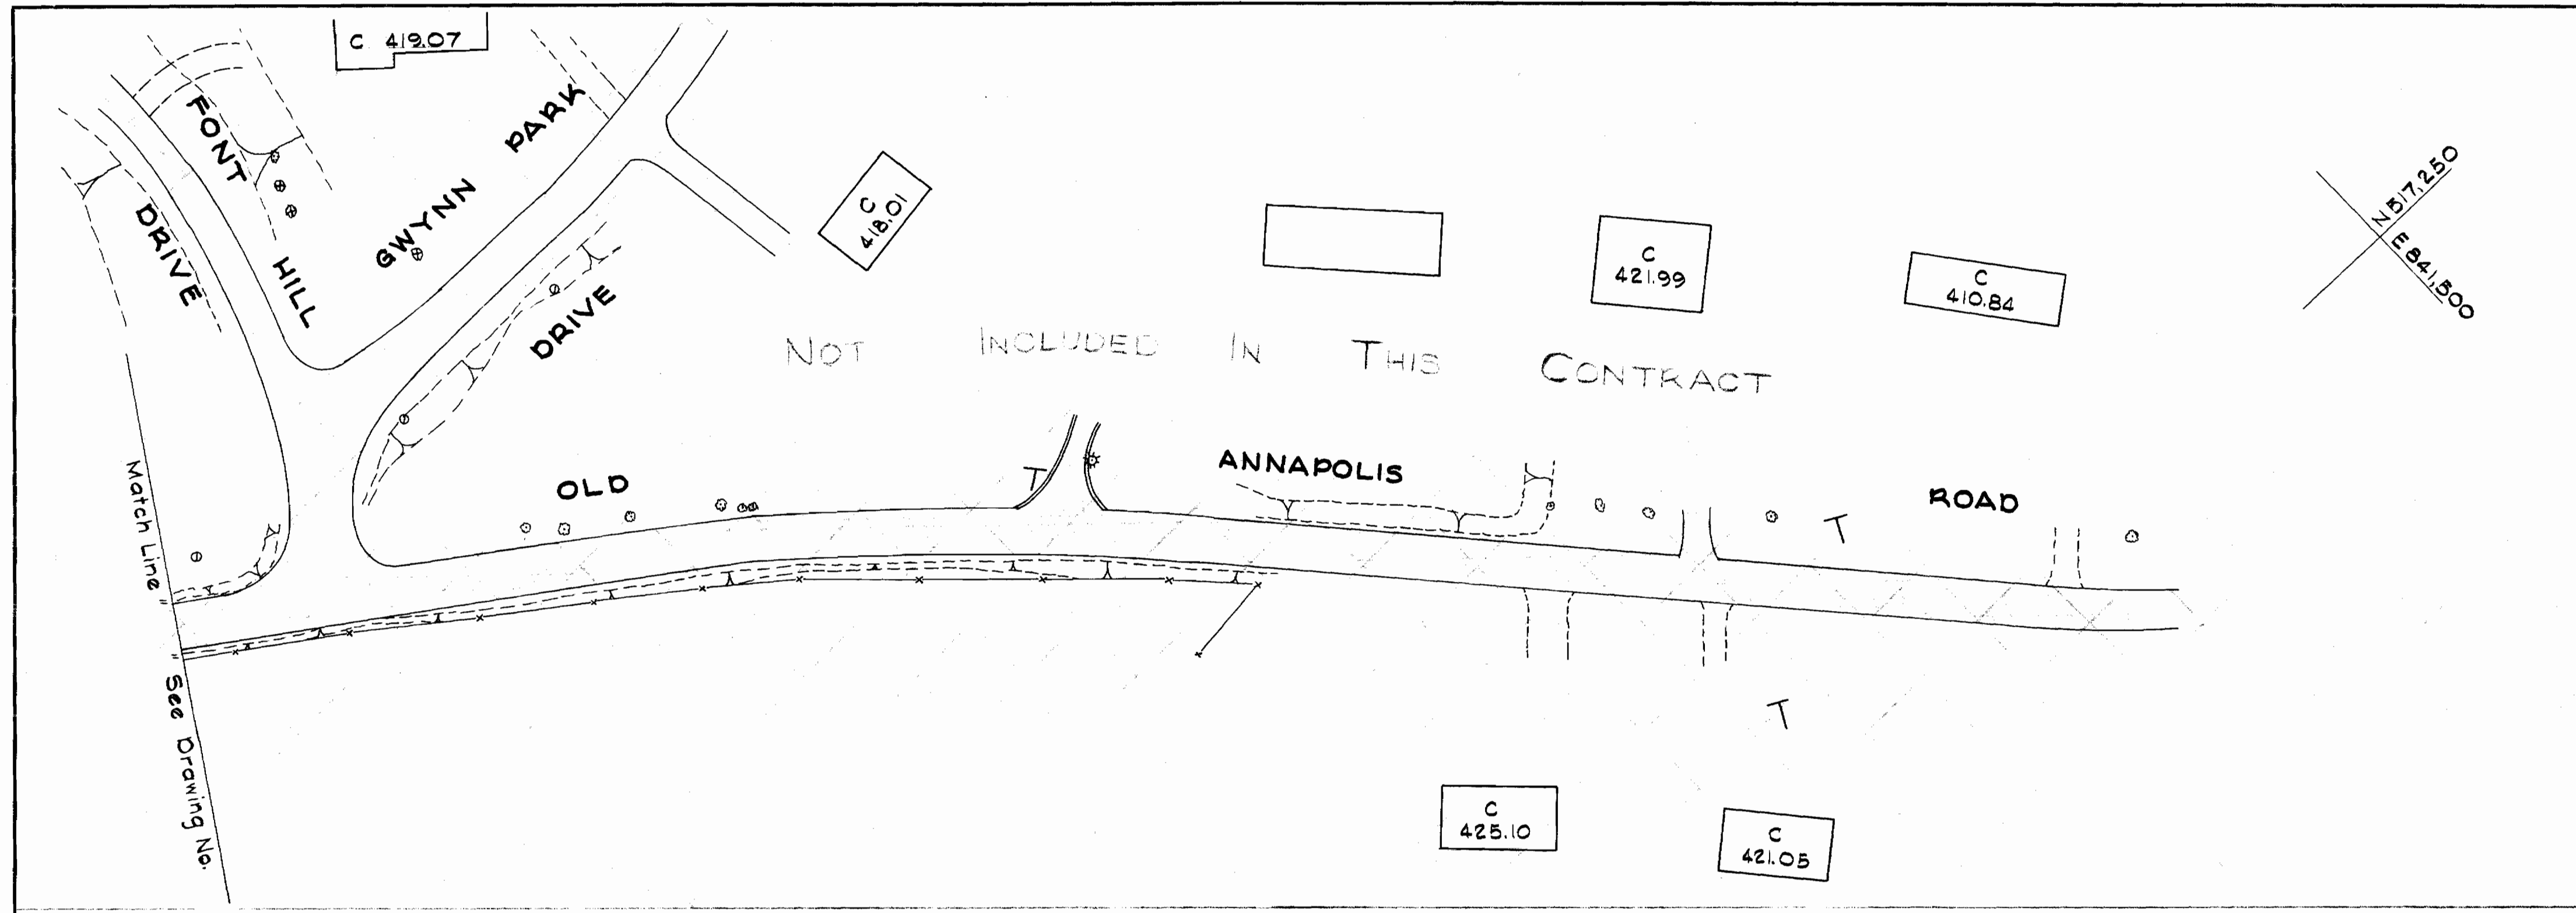 C 419.07
FONT HILL DRIVE
GWYNN PARK DRIVE
C
418.01
C
421.99
C
410.84
N 517,250
E 841,500
NOT INCLUDED IN THIS CONTRACT
OLD ANNAPOLIS ROAD
T
T
T
Match Line
See Drawing No.
C
425.10
C
421.05